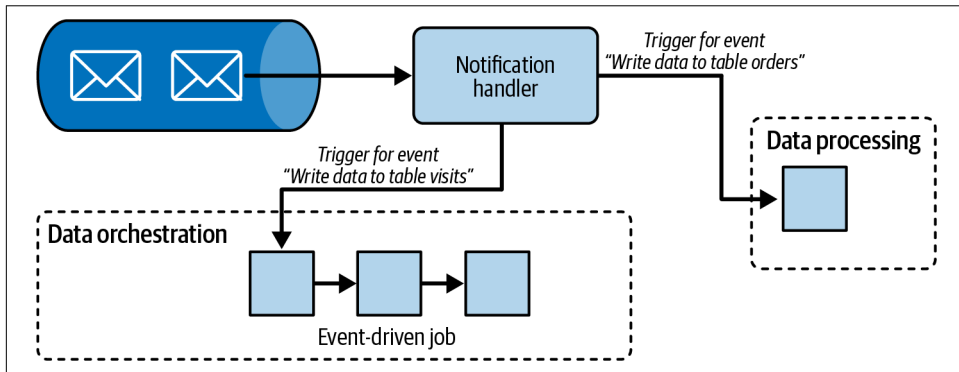 Notification
handler
Trigger for event
“Write data to table orders”
Trigger for event
“Write data to table visits”
Data processing
Data orchestration
Event-driven job